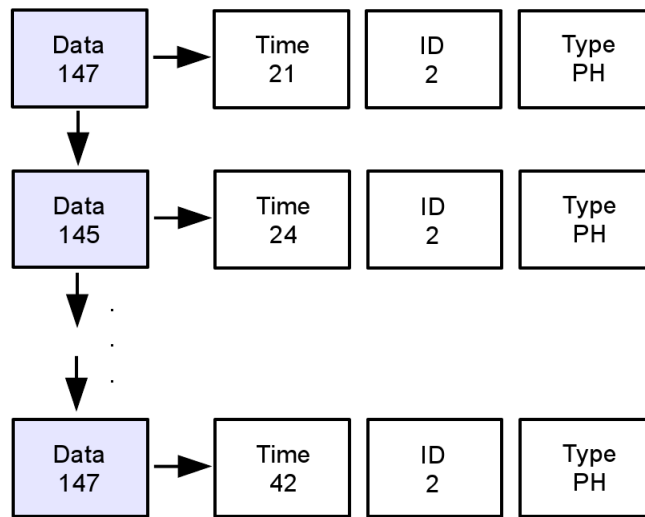 Data Time ID Type
147 21 2 PH
Data Time ID Type
145 24 2 PH
.
.
.
Data Time ID Type
147 42 2 PH